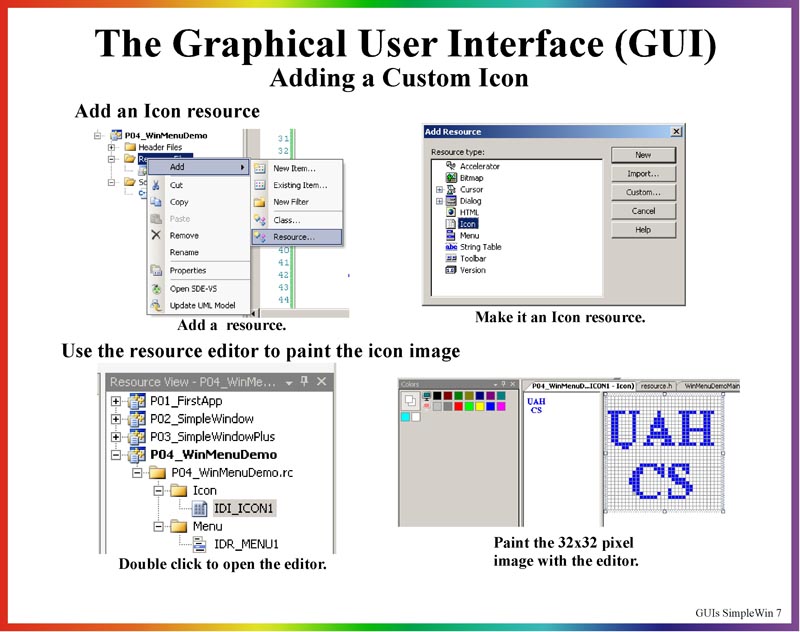 The Graphical User Interface (GUI)
Adding a Custom Icon
Add an Icon resource
P04_WinMenuDemo
Header Files
Add
Cut
Copy
Paste
Remove
Rename
Properties
Open SDE-VS
Update UML Model
New Item...
Existing Item...
New Filter
Class...
Resource...
31
32
40
41
42
43
44
Add a resource.
Add Resource
Resource type:
Accelerator
Bitmap
Cursor
Dialog
HTML
Icon
Menu
abc String Table
Toolbar
Version
New
Import...
Custom...
Cancel
Help
Make it an Icon resource.
Use the resource editor to paint the icon image
Resource View - P04_WinMe...
P01_FirstApp
P02_SimpleWindow
P03_SimpleWindowPlus
P04_WinMenuDemo
P04_WinMenuDemo.rc
Icon
IDI_ICON1
Menu
IDR_MENU1
Double click to open the editor.
Colors
P04_WinMenuD...ICON1 - Icon)
resource.h
WinMenuDemoMain
UAH
CS
UAH
CS
Paint the 32x32 pixel
image with the editor.
GUIs SimpleWin 7